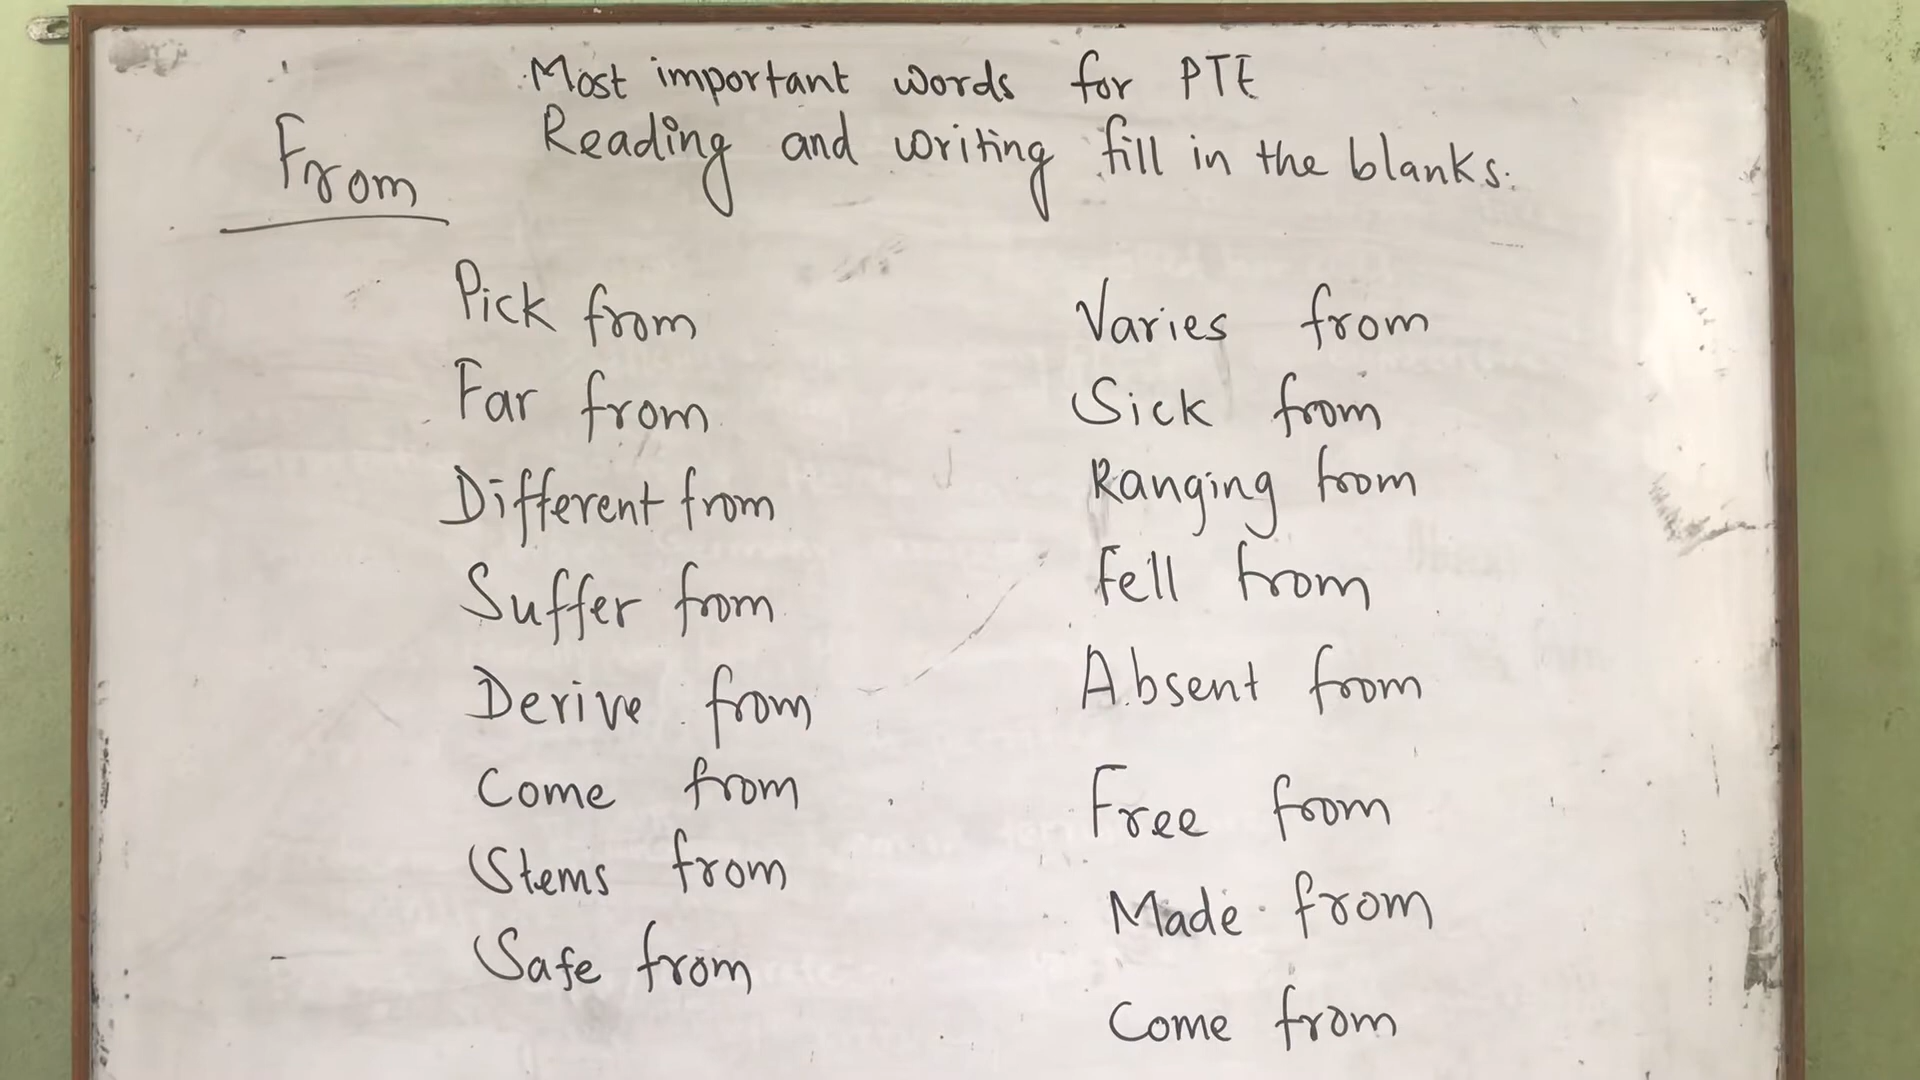 Most important words for PTE
Reading and writing fill in the blanks.
From
Pick from
Far from
Different from
Suffer from
Derive from
Come from
Stems from
Safe from
Varies from
Sick from
Ranging from
Fell from
Absent from
Free from
Made from
Come from